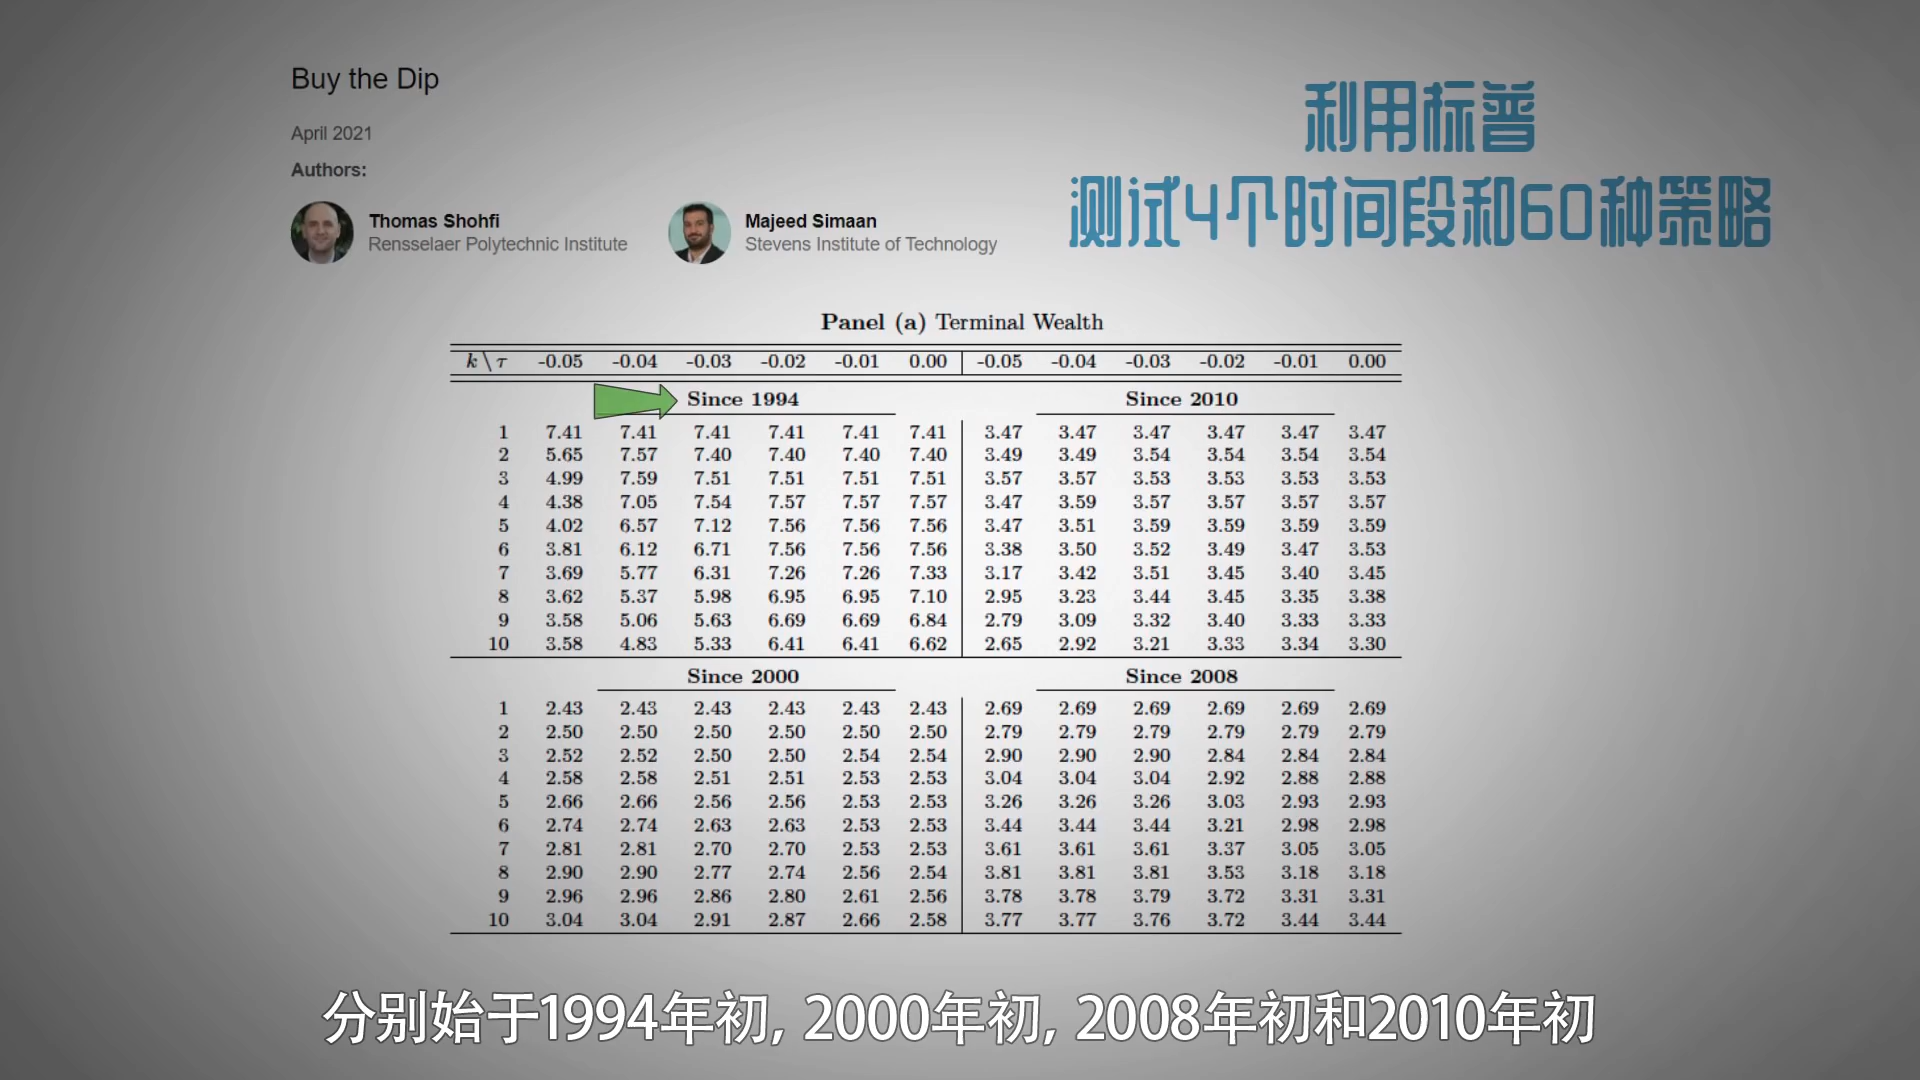 Buy the Dip
April 2021
Authors:
Thomas Shohfi
Rensselaer Polytechnic Institute
Majeed Simaan
Stevens Institute of Technology
利用标普
测试4个时间段和60种策略
Panel (a) Terminal Wealth
k \ τ -0.05 -0.04 -0.03 -0.02 -0.01 0.00 -0.05 -0.04 -0.03 -0.02 -0.01 0.00
Since 1994 Since 2010
1 7.41 7.41 7.41 7.41 7.41 7.41 3.47 3.47 3.47 3.47 3.47 3.47
2 5.65 7.57 7.40 7.40 7.40 7.40 3.49 3.49 3.54 3.54 3.54 3.54
3 4.99 7.59 7.51 7.51 7.51 7.51 3.57 3.57 3.53 3.53 3.53 3.53
4 4.38 7.05 7.54 7.57 7.57 7.57 3.47 3.59 3.57 3.57 3.57 3.57
5 4.02 6.57 7.12 7.56 7.56 7.56 3.47 3.51 3.59 3.59 3.59 3.59
6 3.81 6.12 6.71 7.56 7.56 7.56 3.38 3.50 3.52 3.49 3.47 3.53
7 3.69 5.77 6.31 7.26 7.26 7.33 3.17 3.42 3.51 3.45 3.40 3.45
8 3.62 5.37 5.98 6.95 6.95 7.10 2.95 3.23 3.44 3.45 3.35 3.38
9 3.58 5.06 5.63 6.69 6.69 6.84 2.79 3.09 3.32 3.40 3.33 3.33
10 3.58 4.83 5.33 6.41 6.41 6.62 2.65 2.92 3.21 3.33 3.34 3.30
Since 2000 Since 2008
1 2.43 2.43 2.43 2.43 2.43 2.43 2.69 2.69 2.69 2.69 2.69 2.69
2 2.50 2.50 2.50 2.50 2.50 2.50 2.79 2.79 2.79 2.79 2.79 2.79
3 2.52 2.52 2.50 2.50 2.54 2.54 2.90 2.90 2.90 2.84 2.84 2.84
4 2.58 2.58 2.51 2.51 2.53 2.53 3.04 3.04 3.04 2.92 2.88 2.88
5 2.66 2.66 2.56 2.56 2.53 2.53 3.26 3.26 3.26 3.03 2.93 2.93
6 2.74 2.74 2.63 2.63 2.53 2.53 3.44 3.44 3.44 3.21 2.98 2.98
7 2.81 2.81 2.70 2.70 2.53 2.53 3.61 3.61 3.61 3.37 3.05 3.05
8 2.90 2.90 2.77 2.74 2.56 2.54 3.81 3.81 3.81 3.53 3.18 3.18
9 2.96 2.96 2.86 2.80 2.61 2.56 3.78 3.78 3.79 3.72 3.31 3.31
10 3.04 3.04 2.91 2.87 2.66 2.58 3.77 3.77 3.76 3.72 3.44 3.44
分别始于1994年初, 2000年初, 2008年初和2010年初